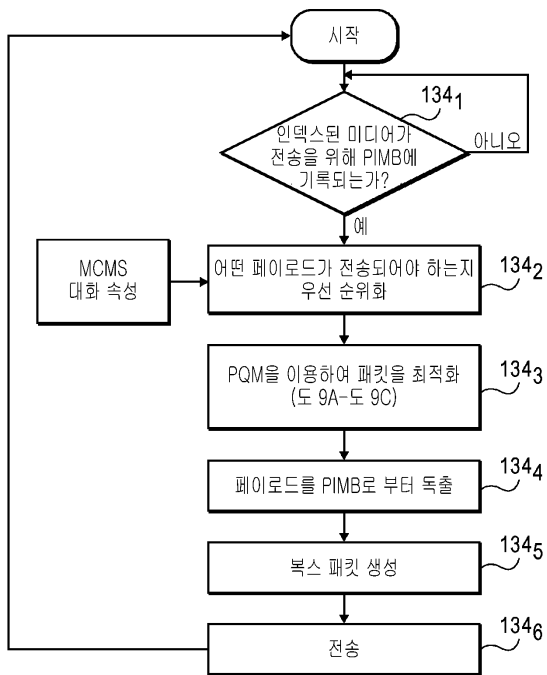 시작
134₁
인덱스된 미디어가
전송을 위해 PIMB에
기록되는가?
아니오
예
MCMS
대화 속성
어떤 페이로드가 전송되어야 하는지
우선 순위화
134₂
PQM을 이용하여 패킷을 최적화
(도 9A-도 9C)
134₃
페이로드를 PIMB로 부터 독출
134₄
복스 패킷 생성
134₅
전송
134₆